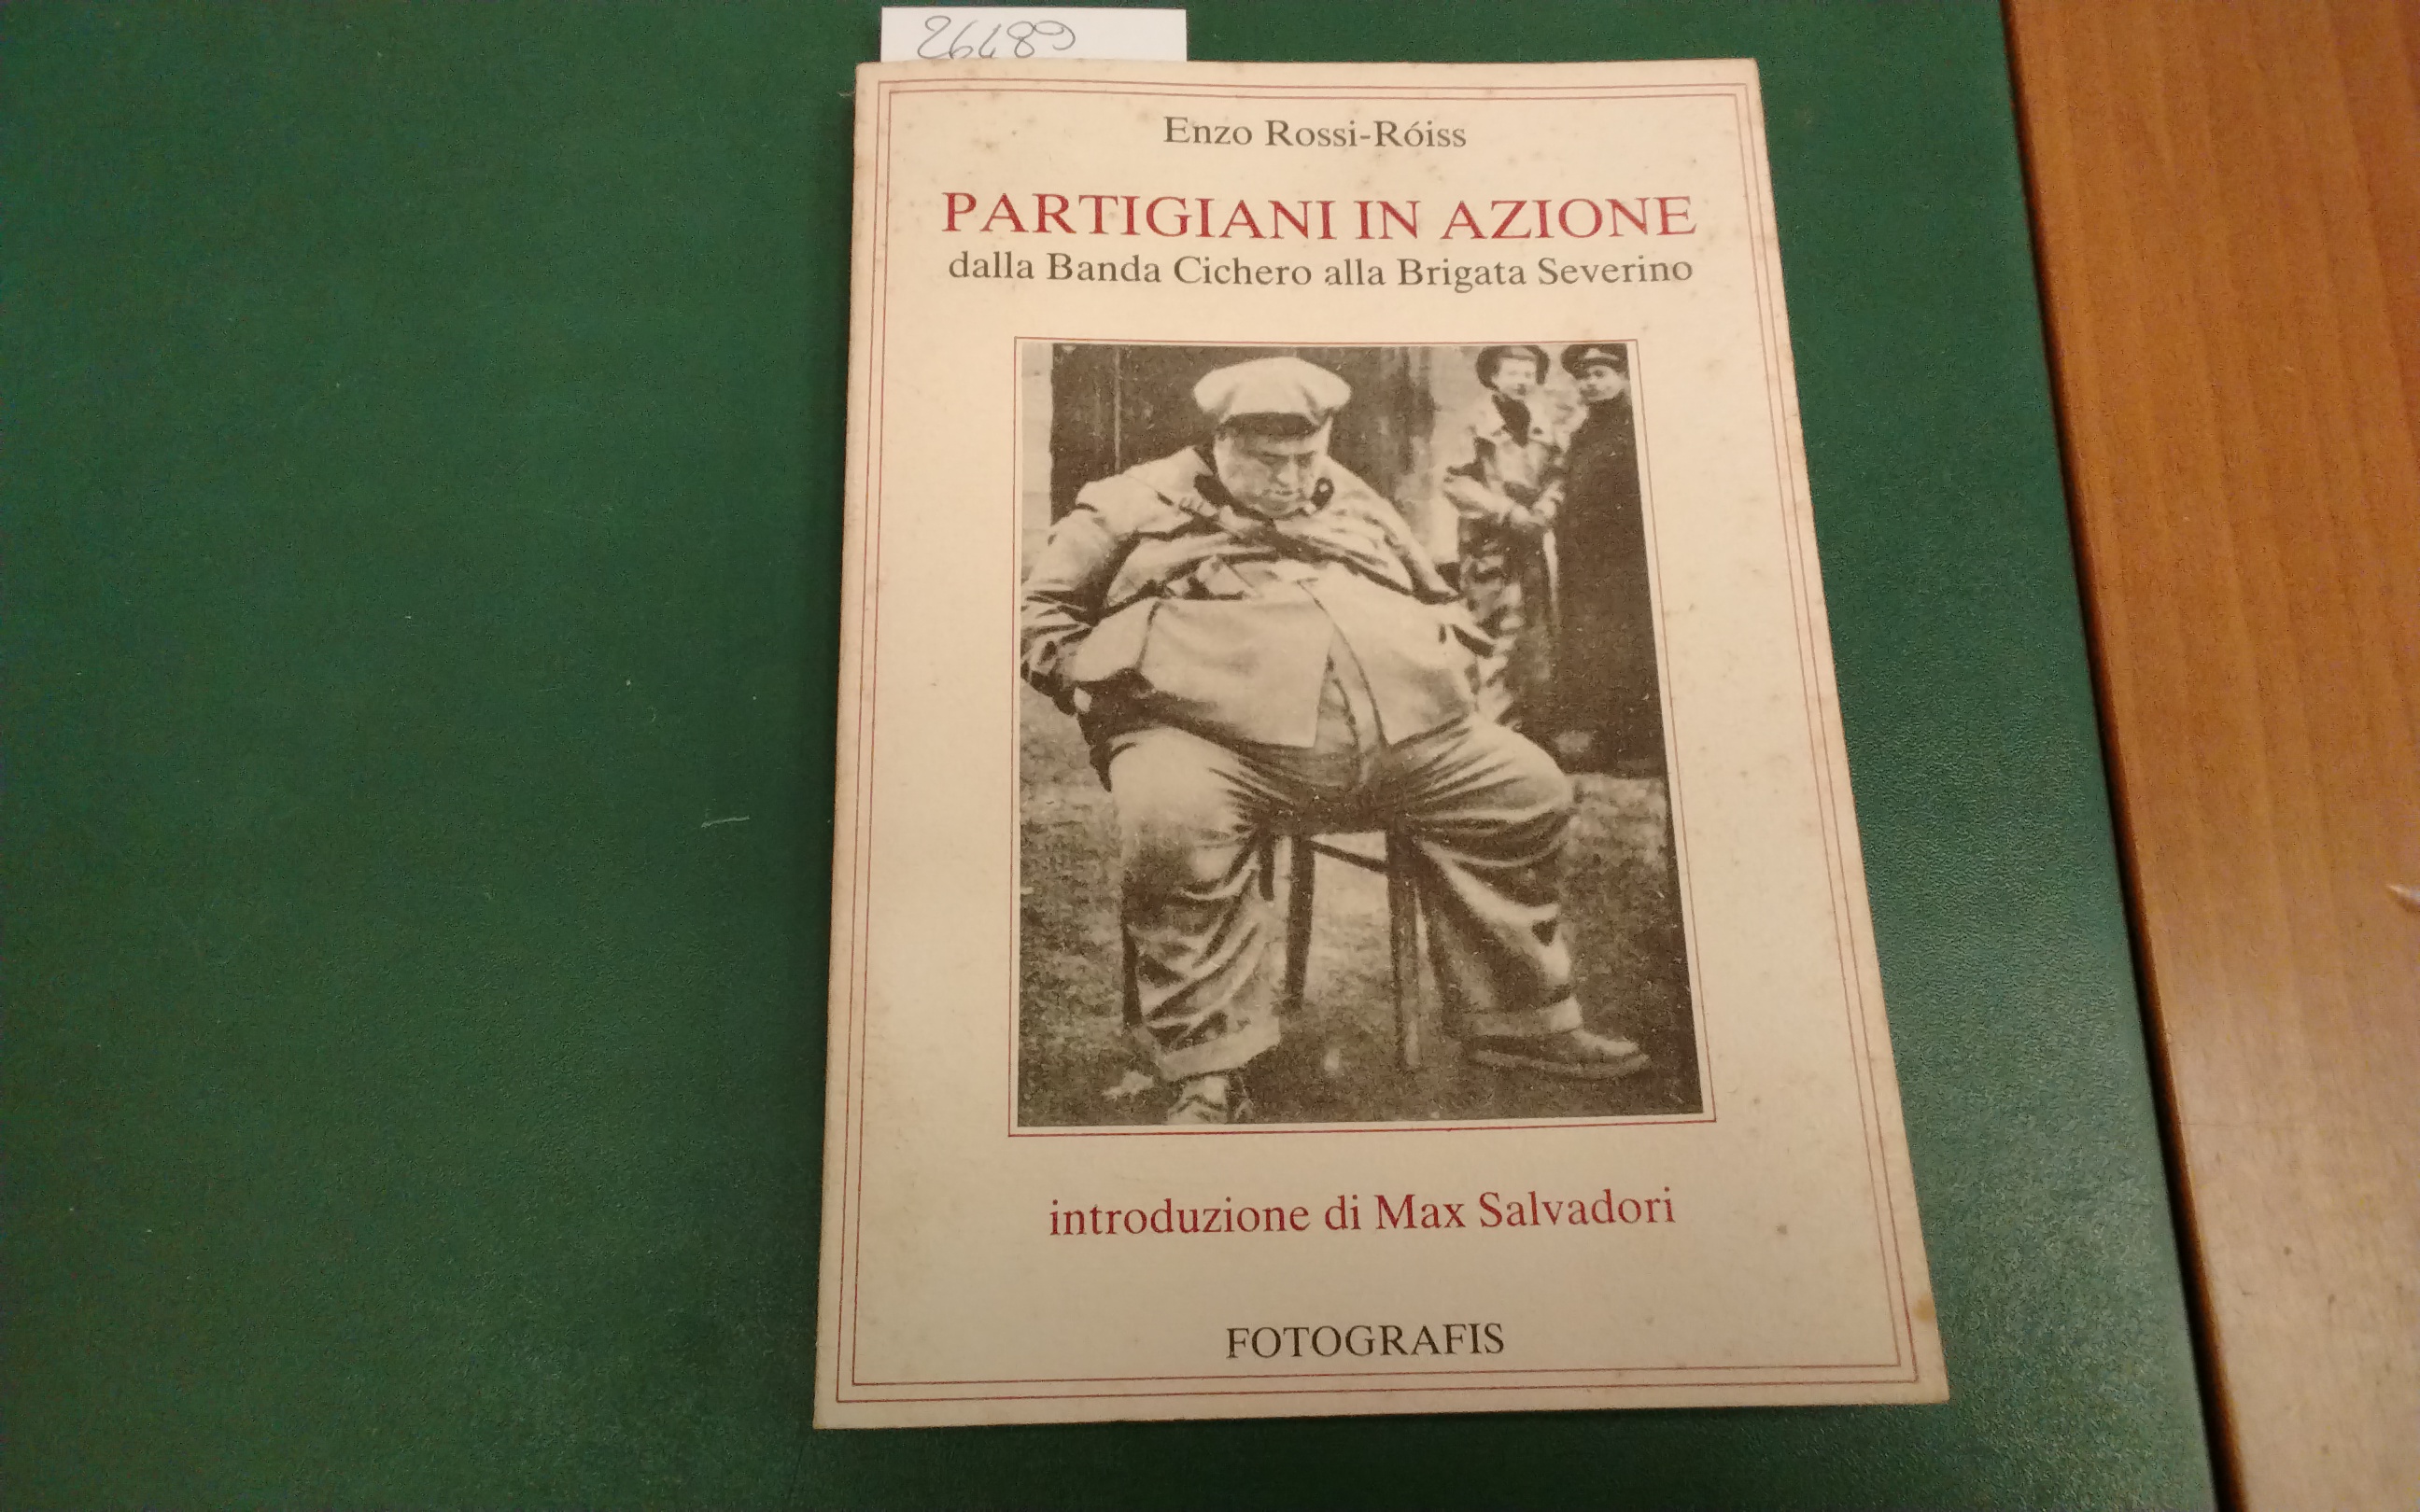 26489
Enzo Rossi-Róiss
PARTIGIANI IN AZIONE
dalla Banda Cichero alla Brigata Severino
introduzione di Max Salvadori
FOTOGRAFIS